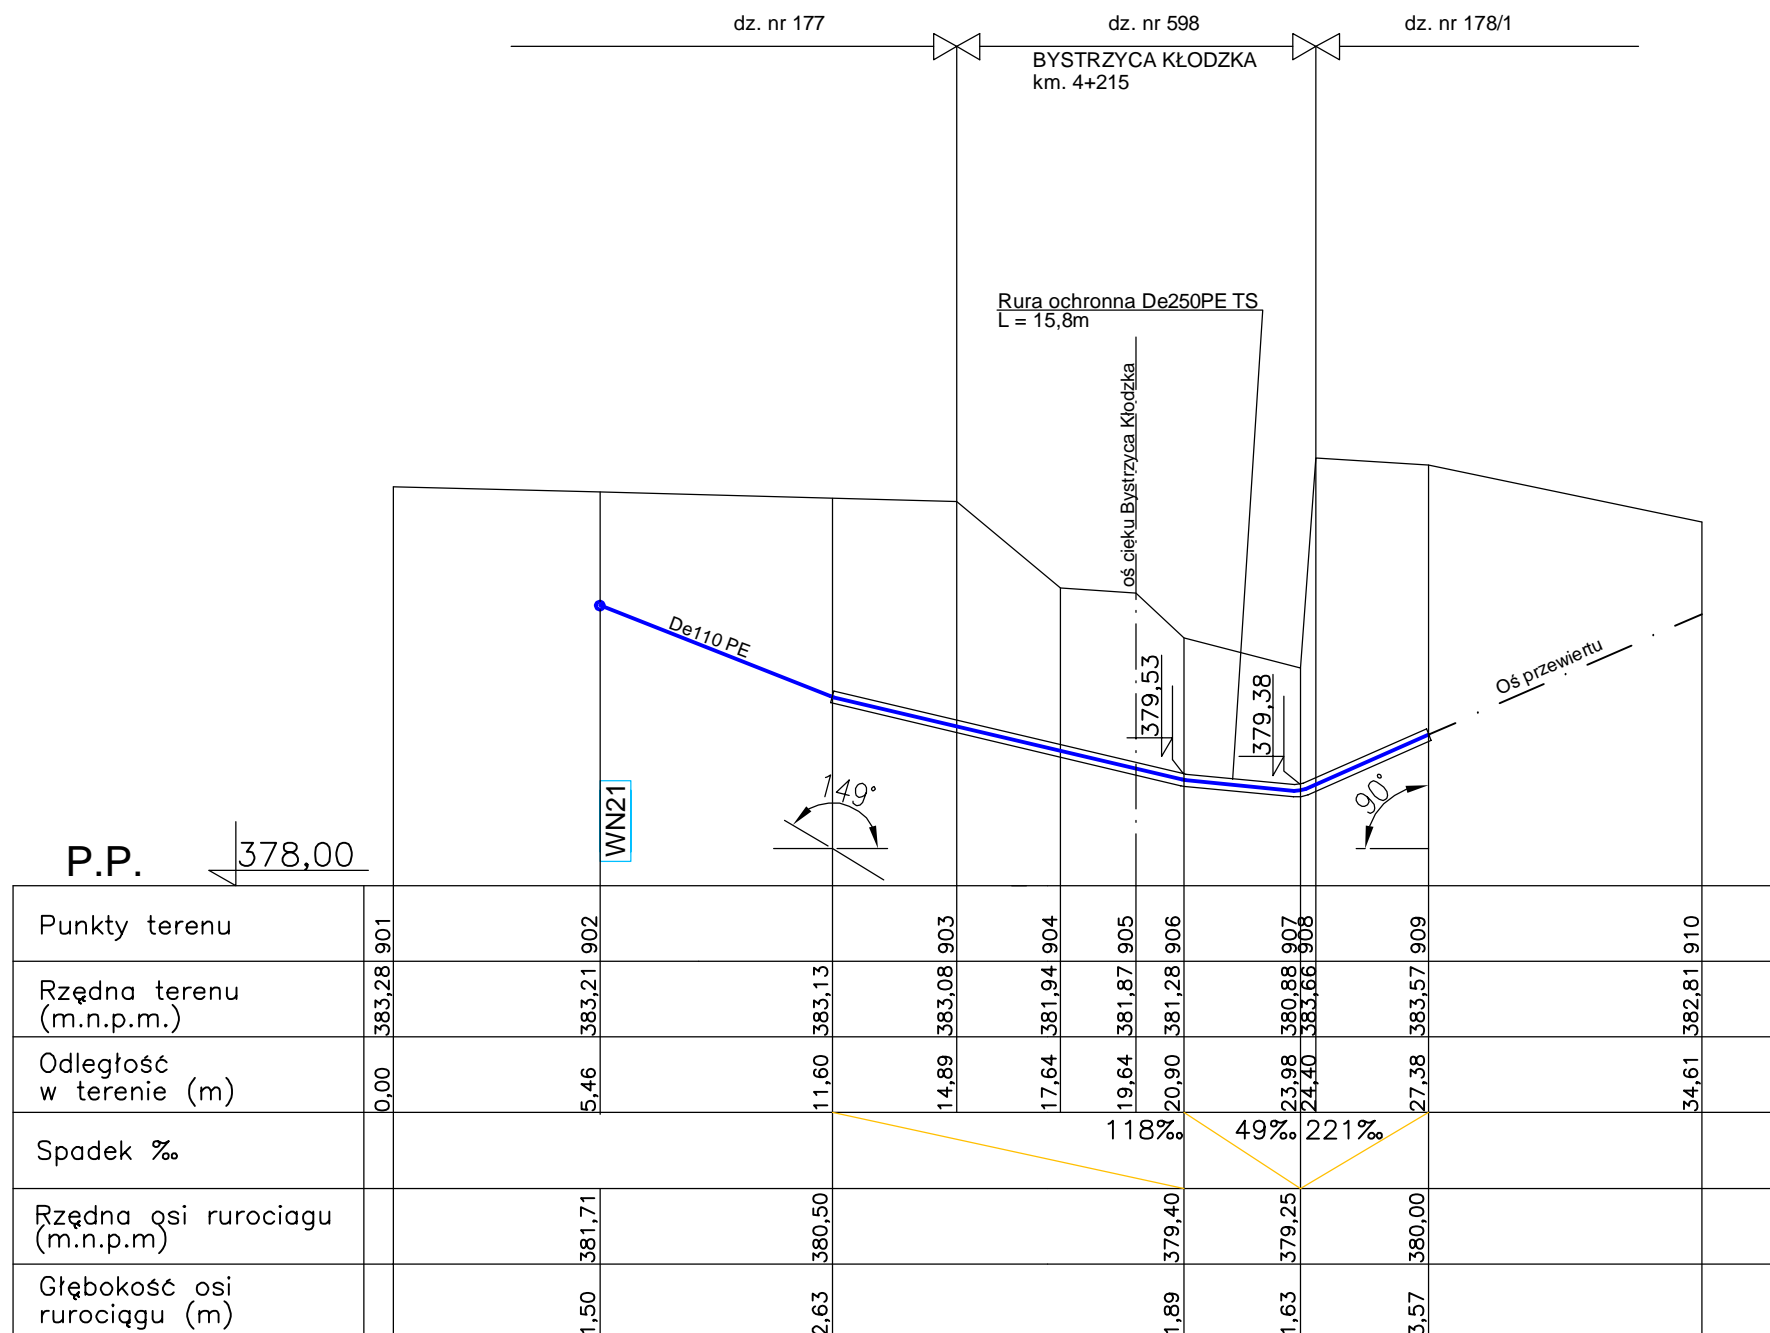 dz. nr 177
dz. nr 598
dz. nr 178/1
BYSTRZYCA KŁODZKA
km. 4+215
Rura ochronna De250PE TS
L = 15,8m
oś cieku Bystrzyca Kłodzka
De110 PE
379,53
379,38
Oś przewiertu
WN21
149°
90°
P.P.
378,00
Punkty terenu
901
902
903
904
905
906
907
908
909
910
Rzędna terenu
(m.n.p.m.)
383,28
383,21
383,13
383,08
381,94
381,87
381,28
380,88
383,66
383,57
382,81
Odległość
w terenie (m)
0,00
5,46
11,60
14,89
17,64
19,64
20,90
23,98
24,40
27,38
34,61
Spadek ‰
118‰
49‰
221‰
Rzędna osi rurociagu
(m.n.p.m)
381,71
380,50
379,40
379,25
380,00
Głębokość osi
rurociągu (m)
1,50
2,63
1,89
1,63
3,57